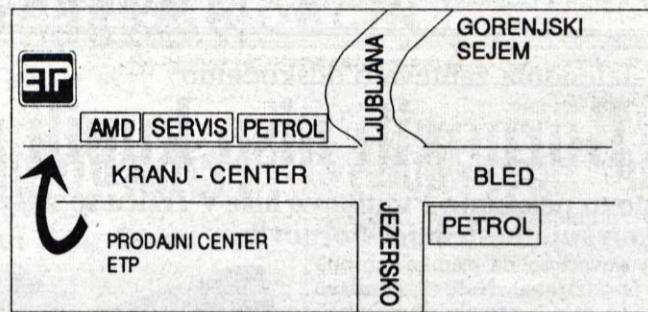 GORENJSKI
SEJEM
LJUBLJANA
ETP
AMD SERVIS PETROL
KRANJ - CENTER
BLED
JEZERSKO
PETROL
PRODAJNI CENTER
ETP